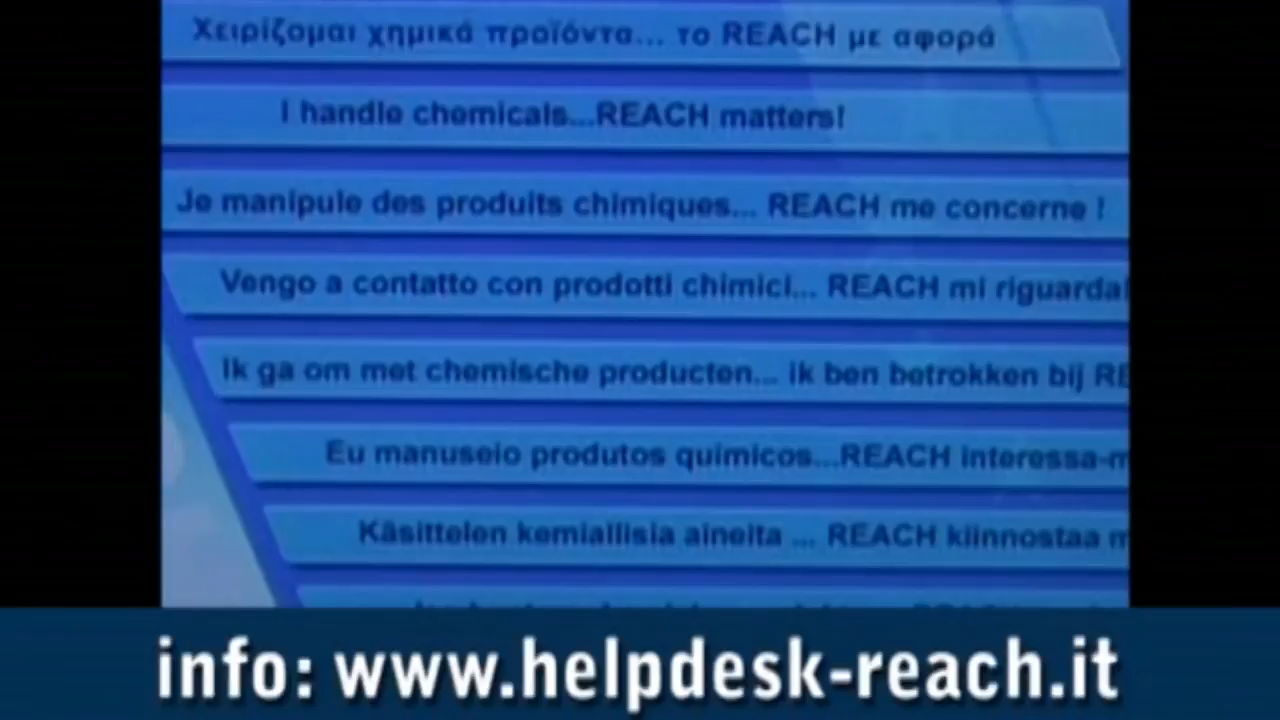 Χειρίζομαι χημικά προϊόντα... το REACH με αφορά
I handle chemicals...REACH matters!
Je manipule des produits chimiques... REACH me concerne !
Vengo a contatto con prodotti chimici... REACH mi riguarda!
Ik ga om met chemische producten... ik ben betrokken bij RE
Eu manuseio produtos quimicos...REACH interessa-m
Käsittelen kemiallisia aineita ... REACH kiinnostaa m
info: www.helpdesk-reach.it